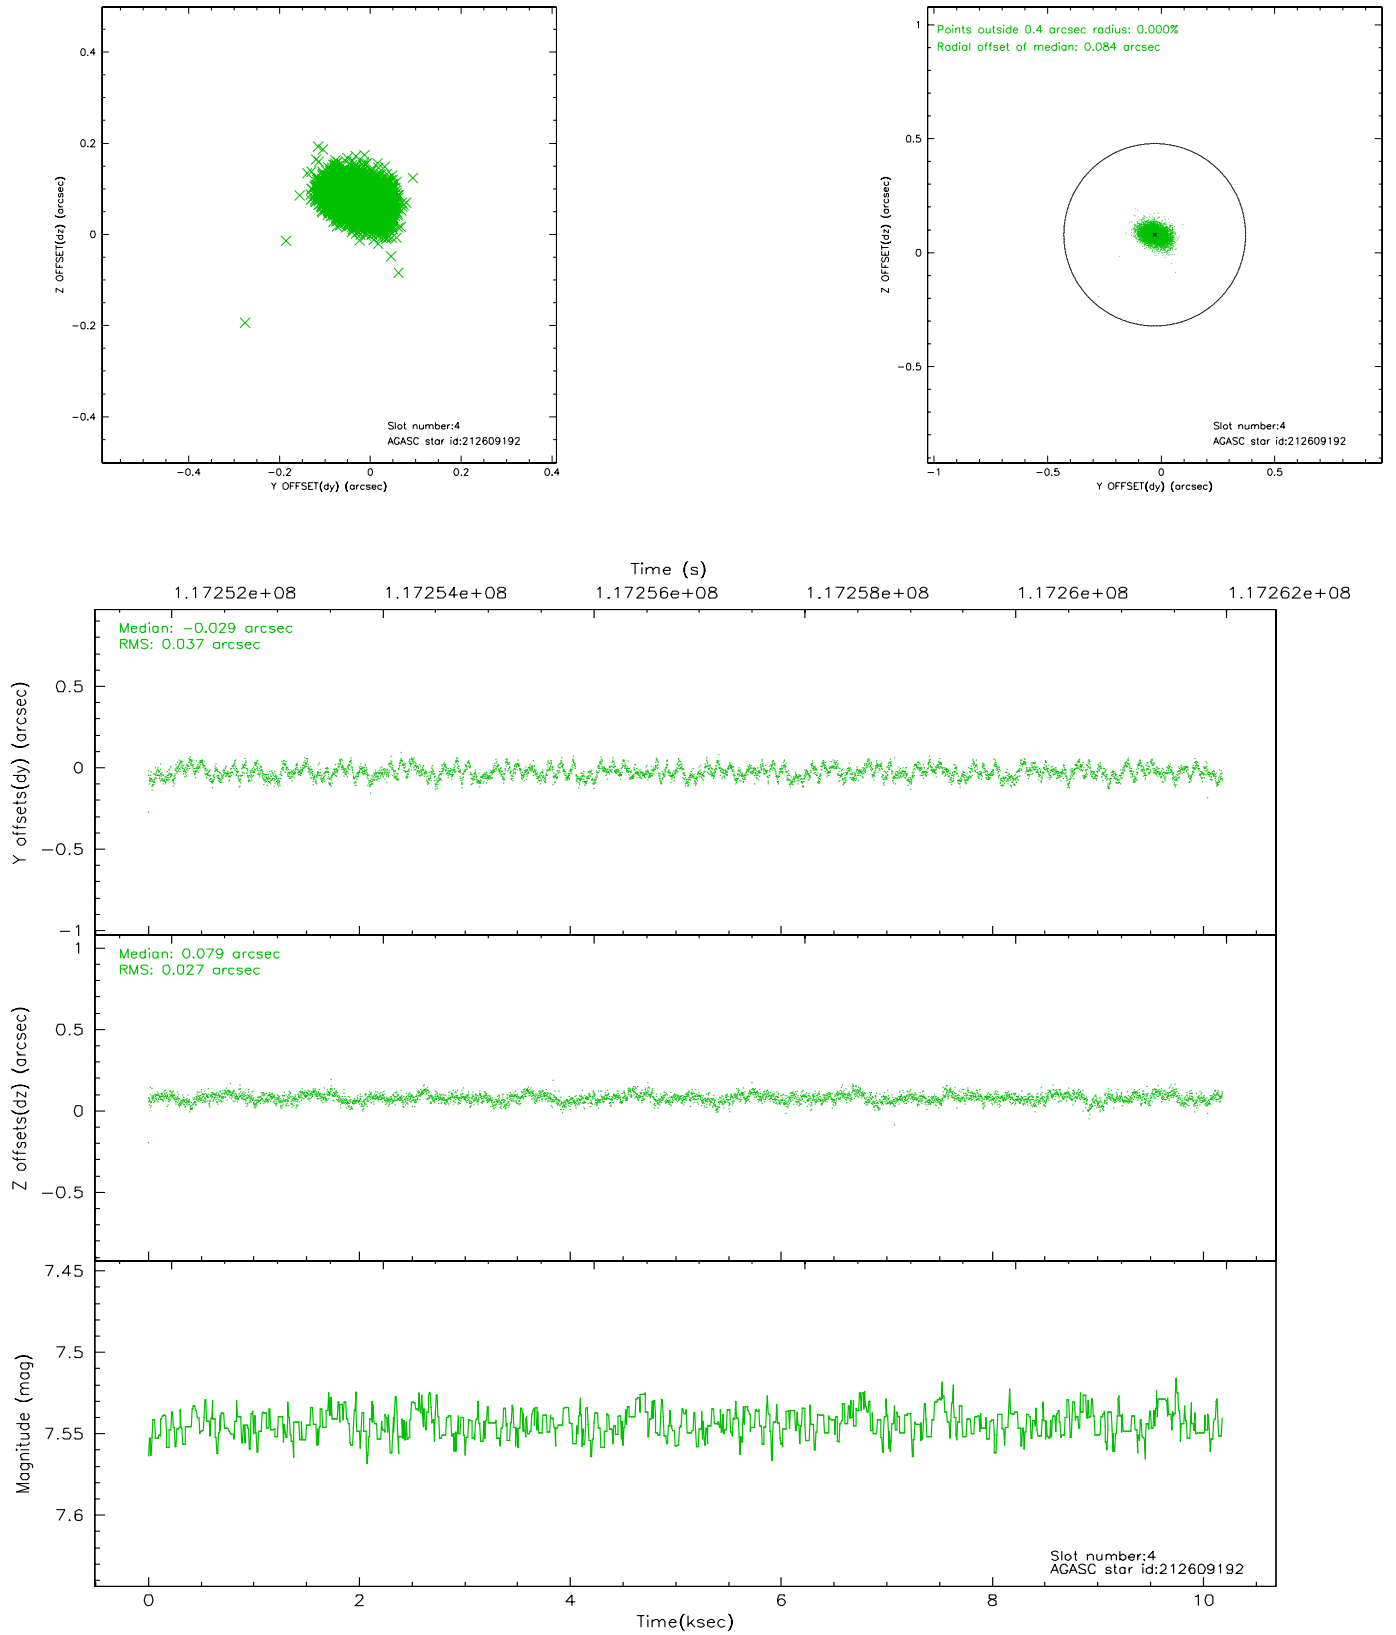 0.4
0.2
0
−0.2
−0.4
Z OFFSET(dz) (arcsec)
Slot number:4
AGASC star id:212609192
−0.4 −0.2 0 0.2 0.4
Y OFFSET(dy) (arcsec)
Points outside 0.4 arcsec radius: 0.000%
Radial offset of median: 0.084 arcsec
1
0.5
0
−0.5
Z OFFSET(dz) (arcsec)
Slot number:4
AGASC star id:212609192
−1 −0.5 0 0.5
Y OFFSET(dy) (arcsec)
Time (s)
1.17252e+08 1.17254e+08 1.17256e+08 1.17258e+08 1.1726e+08 1.17262e+08
Median: −0.029 arcsec
RMS: 0.037 arcsec
0.5
0
−0.5
−1
Y offsets(dy) (arcsec)
Median: 0.079 arcsec
RMS: 0.027 arcsec
1
0.5
0
−0.5
Z offsets(dz) (arcsec)
7.45
7.5
7.55
7.6
Magnitude (mag)
Slot number:4
AGASC star id:212609192
0 2 4 6 8 10
Time(ksec)